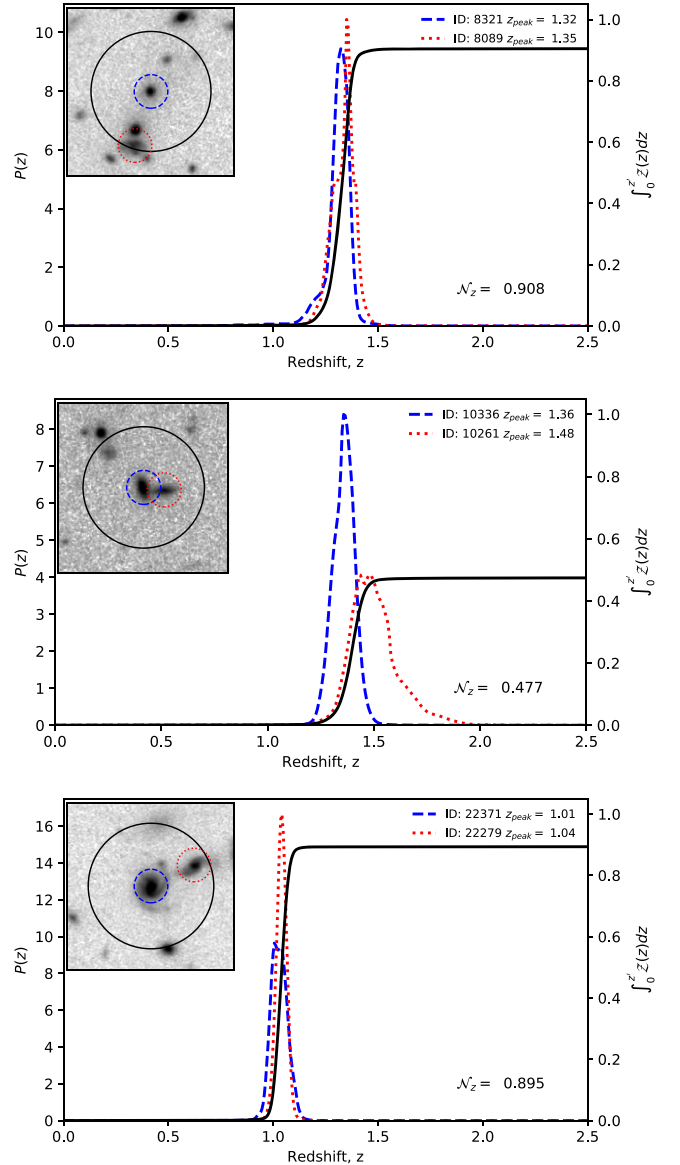 ID: 8321 z_peak = 1.32
ID: 8089 z_peak = 1.35
10
8
6
4
2
0
P(z)
1.0
0.8
0.6
0.4
0.2
0.0
∫₀^z′ 𝒵(z)dz
𝒩_z = 0.908
0.0 0.5 1.0 1.5 2.0 2.5
Redshift, z
ID: 10336 z_peak = 1.36
ID: 10261 z_peak = 1.48
8
7
6
5
4
3
2
1
0
P(z)
1.0
0.8
0.6
0.4
0.2
0.0
∫₀^z′ 𝒵(z)dz
𝒩_z = 0.477
0.0 0.5 1.0 1.5 2.0 2.5
Redshift, z
ID: 22371 z_peak = 1.01
ID: 22279 z_peak = 1.04
16
14
12
10
8
6
4
2
0
P(z)
1.0
0.8
0.6
0.4
0.2
0.0
∫₀^z′ 𝒵(z)dz
𝒩_z = 0.895
0.0 0.5 1.0 1.5 2.0 2.5
Redshift, z